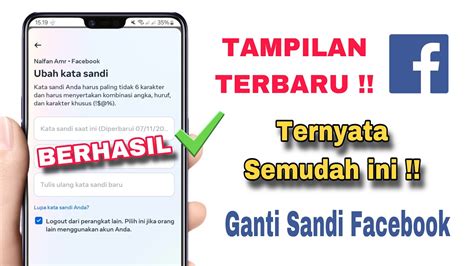 15.19
85%
Nalfan Amr • Facebook
Ubah kata sandi
Kata sandi Anda harus paling tidak 6 karakter
dan harus menyertakan kombinasi angka, huruf,
dan karakter khusus (!$@%).
Kata sandi saat ini (Diperbarui 07/11/20
BERHASIL
Tulis ulang kata sandi baru
Lupa kata sandi Anda?
Logout dari perangkat lain. Pilih ini jika orang
lain menggunakan akun Anda.
TAMPILAN
TERBARU !!
f
Ternyata
Semudah ini !!
Ganti Sandi Facebook